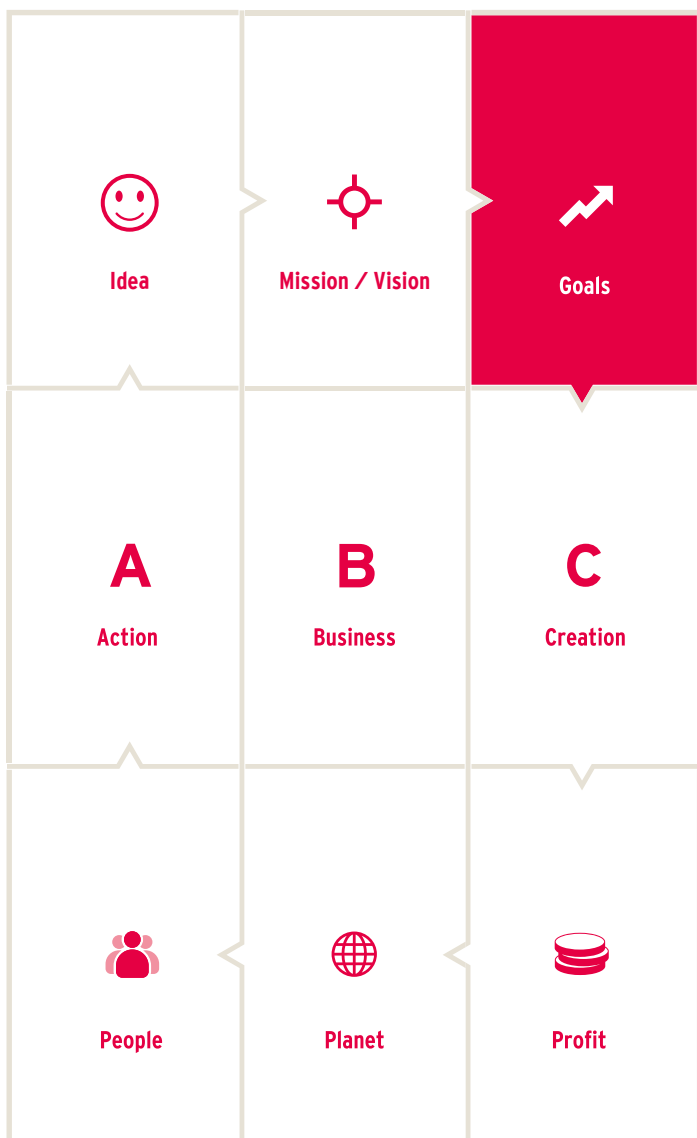 Idea
Mission / Vision
Goals
A
Action
B
Business
C
Creation
People
Planet
Profit